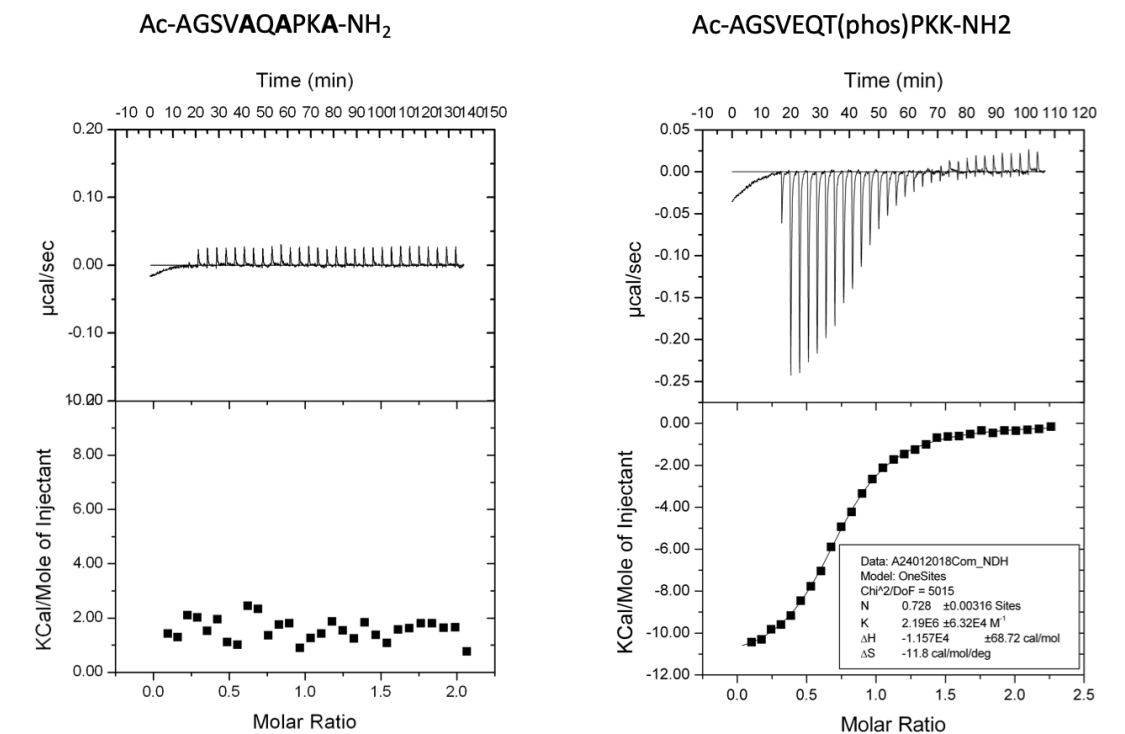 Ac-AGSVAQAPKA-NH2
Time (min)
-10 0 10 20 30 40 50 60 70 80 90 100 110 120 130 140 150
0.20
0.10
0.00
-0.10
µcal/sec
10.00
8.00
6.00
4.00
2.00
0.00
KCal/Mole of Injectant
0.0 0.5 1.0 1.5 2.0
Molar Ratio
Ac-AGSVEQT(phos)PKK-NH2
Time (min)
-10 0 10 20 30 40 50 60 70 80 90 100 110 120
0.05
0.00
-0.05
-0.10
-0.15
-0.20
-0.25
µcal/sec
0.00
-2.00
-4.00
-6.00
-8.00
-10.00
-12.00
KCal/Mole of Injectant
Data: A24012018Com_NDH
Model: OneSites
Chi^2/DoF = 5015
N 0.728 ±0.00316 Sites
K 2.19E6 ±6.32E4 M-1
ΔH -1.157E4 ±68.72 cal/mol
ΔS -11.8 cal/mol/deg
0.0 0.5 1.0 1.5 2.0 2.5
Molar Ratio